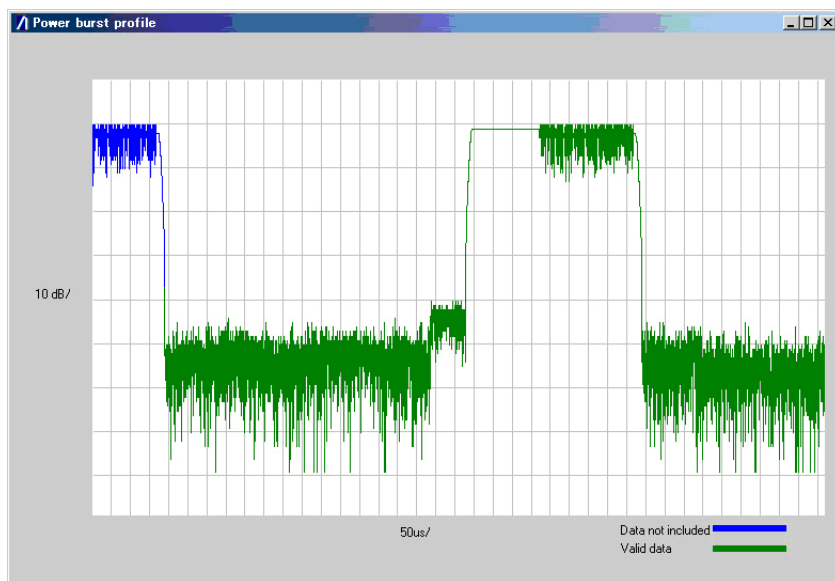 Power burst profile
10 dB/
50us/
Data not included
Valid data